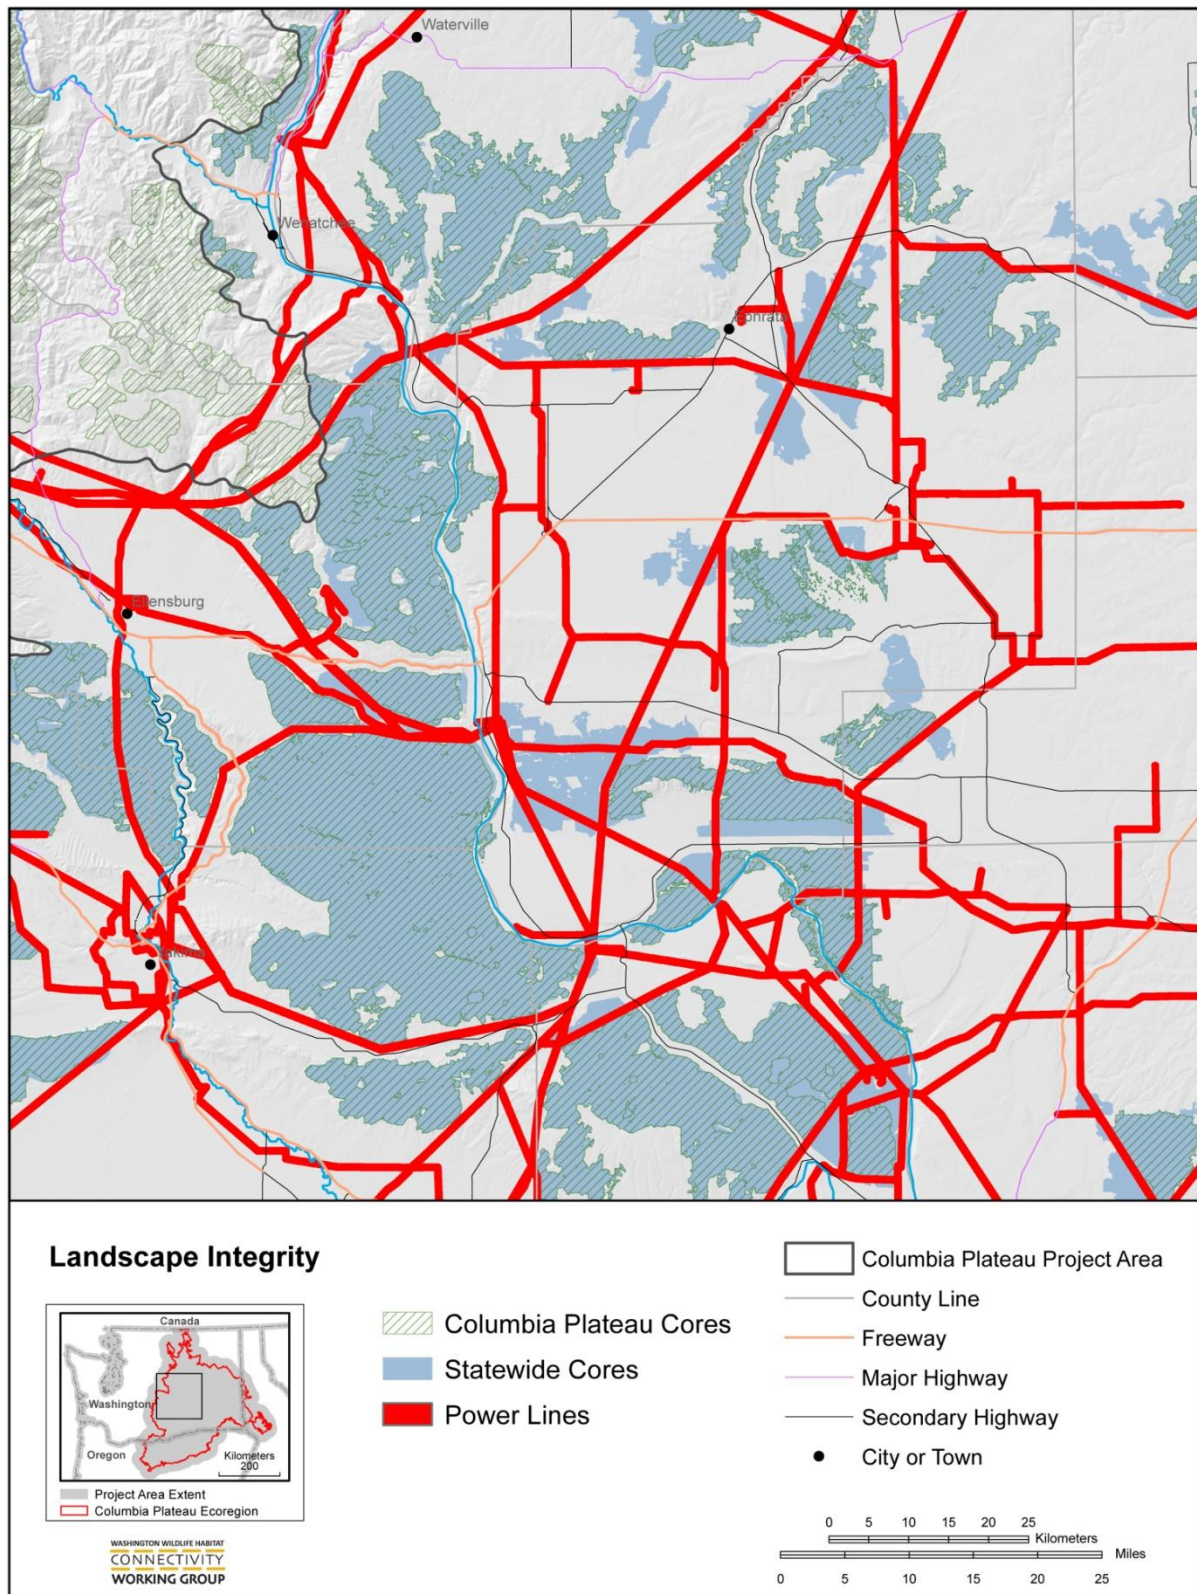 Waterville
Wenatchee
Ephrata
Ellensburg
Yakima
Landscape Integrity
Canada
Washington
Oregon
Kilometers
200
Project Area Extent
Columbia Plateau Ecoregion
WASHINGTON WILDLIFE HABITAT
CONNECTIVITY
WORKING GROUP
Columbia Plateau Cores
Statewide Cores
Power Lines
Columbia Plateau Project Area
County Line
Freeway
Major Highway
Secondary Highway
City or Town
0 5 10 15 20 25
Kilometers
Miles
0 5 10 15 20 25